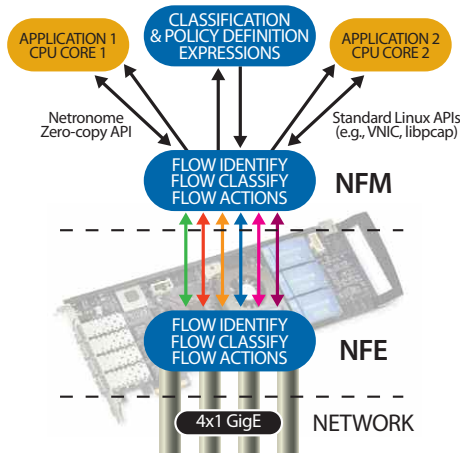 CLASSIFICATION
& POLICY DEFINITION
EXPRESSIONS
APPLICATION 1
CPU CORE 1
APPLICATION 2
CPU CORE 2
Netronome
Zero-copy API
Standard Linux APIs
(e.g., VNIC, libpcap)
FLOW IDENTIFY
FLOW CLASSIFY
FLOW ACTIONS
NFM
FLOW IDENTIFY
FLOW CLASSIFY
FLOW ACTIONS
NFE
4x1 GigE
NETWORK